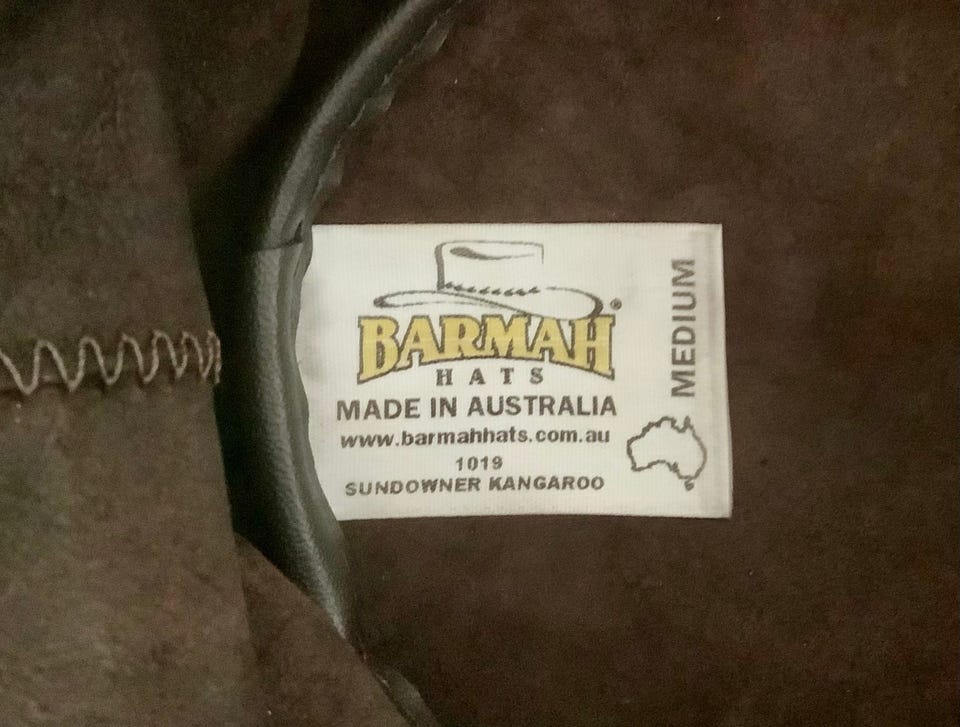 BARMAH®
HATS
MADE IN AUSTRALIA
www.barmahhats.com.au
1019
SUNDOWNER KANGAROO
MEDIUM